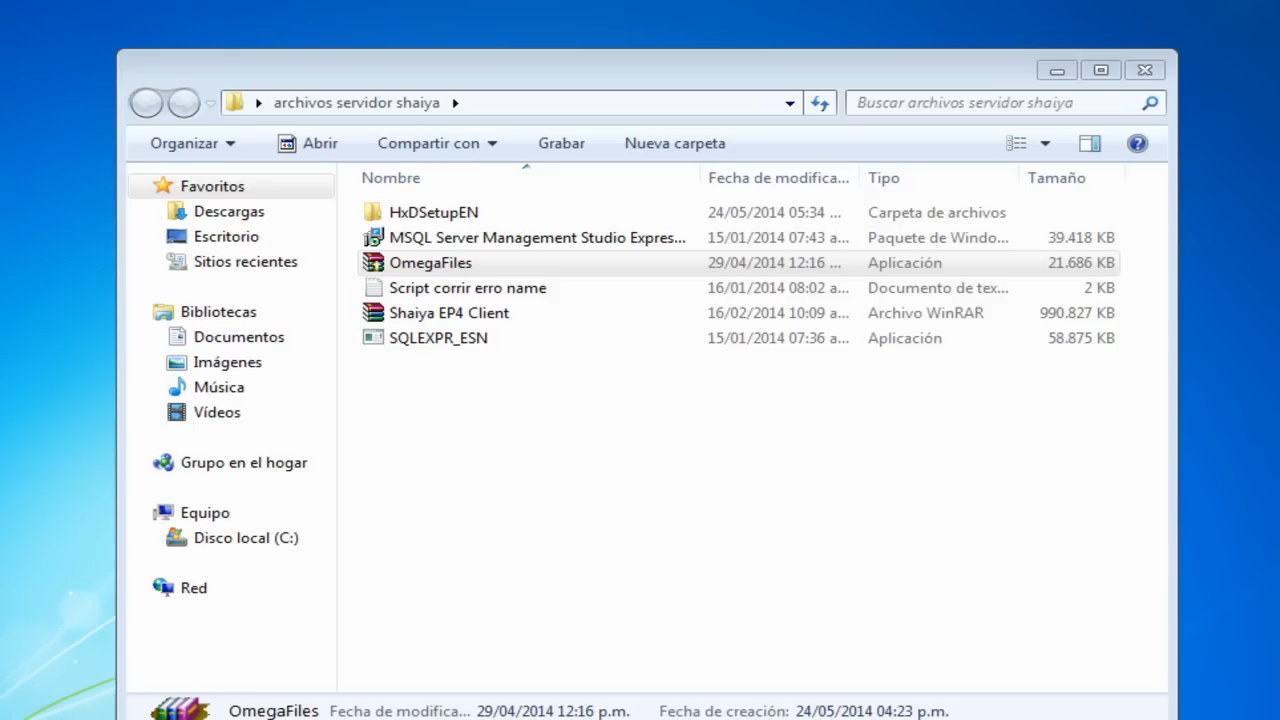 archivos servidor shaiya
Buscar archivos servidor shaiya
Organizar Abrir Compartir con Grabar Nueva carpeta
Nombre Fecha de modifica... Tipo Tamaño
Favoritos
Descargas
Escritorio
Sitios recientes
Bibliotecas
Documentos
Imágenes
Música
Vídeos
Grupo en el hogar
Equipo
Disco local (C:)
Red
HxDSetupEN 24/05/2014 05:34 ... Carpeta de archivos
MSQL Server Management Studio Expres... 15/01/2014 07:43 a... Paquete de Windo... 39.418 KB
OmegaFiles 29/04/2014 12:16 ... Aplicación 21.686 KB
Script corrir erro name 16/01/2014 08:02 a... Documento de tex... 2 KB
Shaiya EP4 Client 16/02/2014 10:09 a... Archivo WinRAR 990.827 KB
SQLEXPR_ESN 15/01/2014 07:36 a... Aplicación 58.875 KB
OmegaFiles Fecha de modifica... 29/04/2014 12:16 p.m. Fecha de creación: 24/05/2014 04:23 p.m.